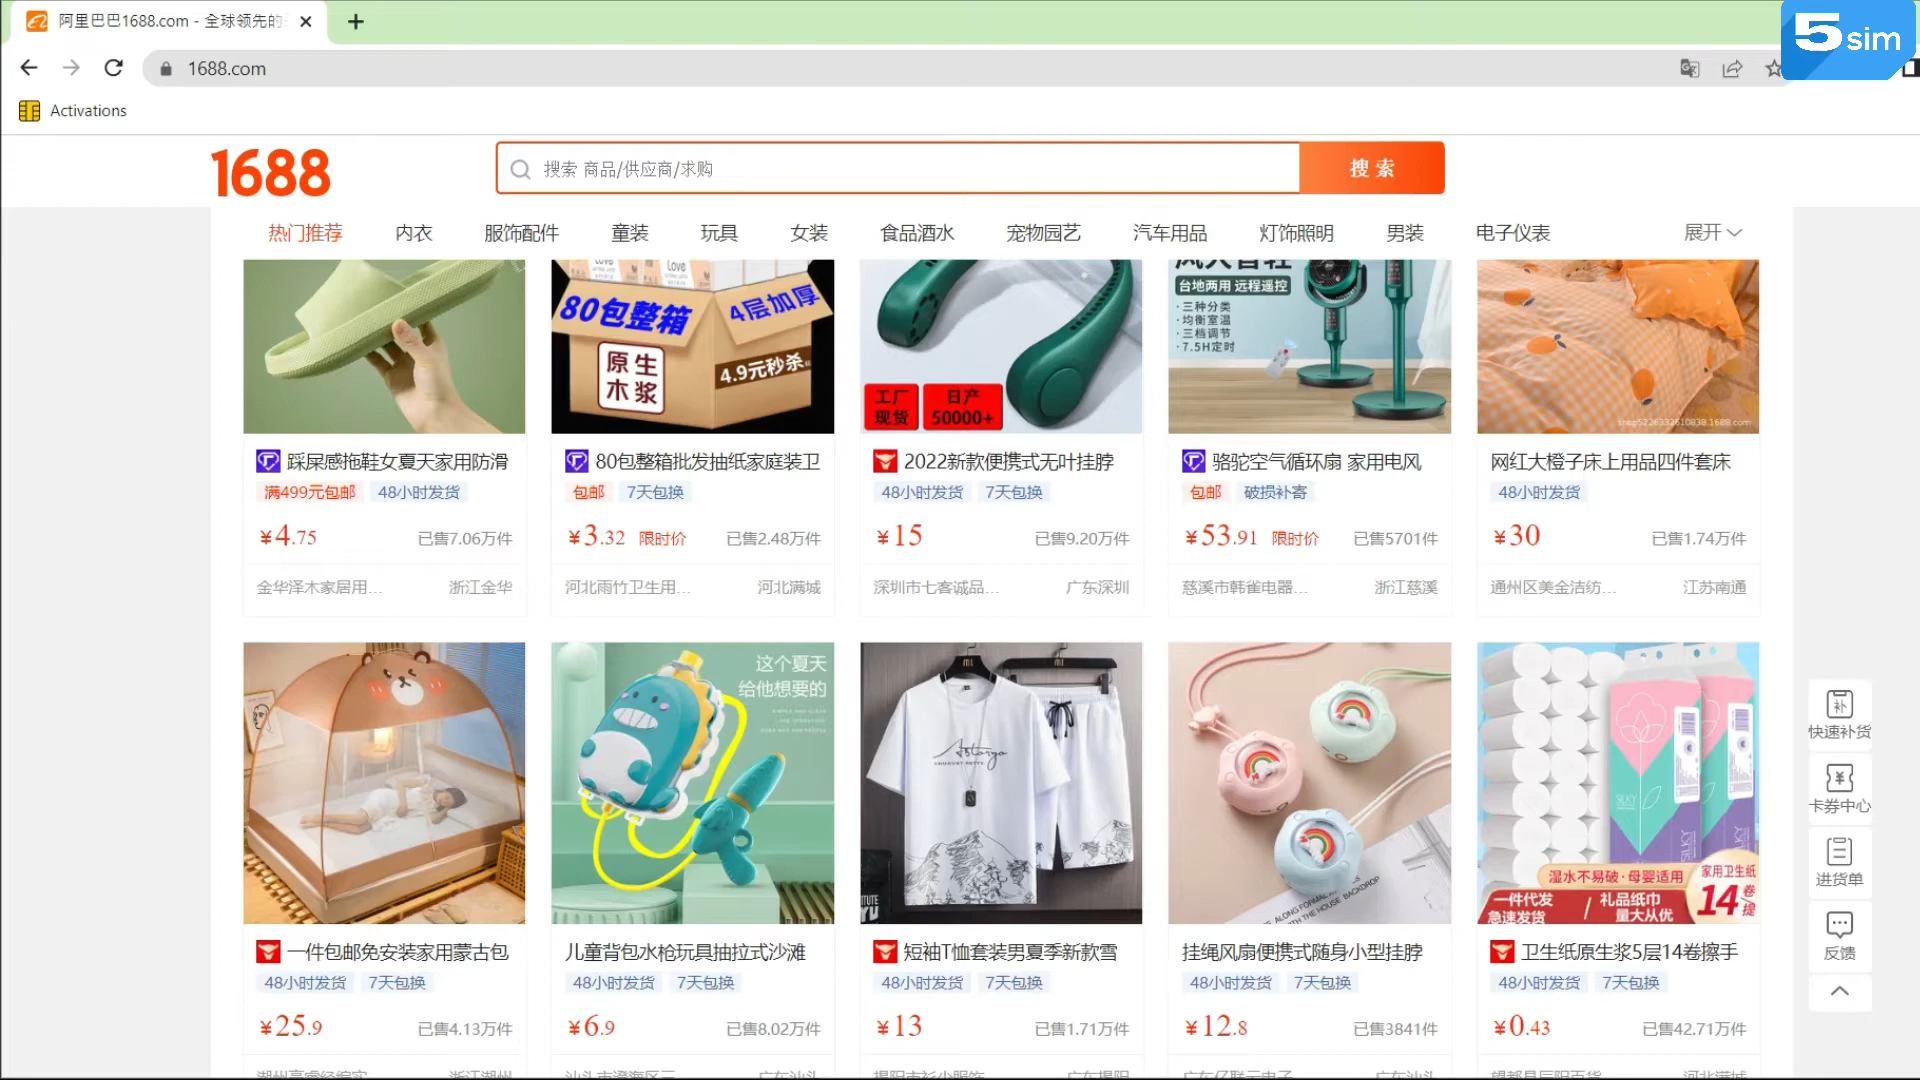 阿里巴巴1688.com - 全球领先的
5sim
1688.com
Activations
1688
搜索 商品/供应商/求购
搜 索
热门推荐 内衣 服饰配件 童装 玩具 女装 食品酒水 宠物园艺 汽车用品 灯饰照明 男装 电子仪表 展开
Love
80包整箱
4层加厚
原生木浆
4.9元秒杀
工厂现货
日产50000+
台地两用 远程遥控
·三种分类
·均衡室温
·三档调节
·7.5H定时
踩屎感拖鞋女夏天家用防滑
满499元包邮 48小时发货
¥4.75 已售7.06万件
金华泽木家居用… 浙江金华
80包整箱批发抽纸家庭装卫
包邮 7天包换
¥3.32 限时价 已售2.48万件
河北雨竹卫生用… 河北满城
2022新款便携式无叶挂脖
48小时发货 7天包换
¥15 已售9.20万件
深圳市七客诚品… 广东深圳
骆驼空气循环扇 家用电风
包邮 破损补寄
¥53.91 限时价 已售5701件
慈溪市韩雀电器… 浙江慈溪
网红大橙子床上用品四件套床
48小时发货
¥30 已售1.74万件
通州区美金洁纺… 江苏南通
这个夏天
给他想要的
湿水不易破·母婴适用
家用卫生纸
14卷/提
一件代发
急速发货
礼品纸巾
量大从优
一件包邮免安装家用蒙古包
48小时发货 7天包换
¥25.9 已售4.13万件
儿童背包水枪玩具抽拉式沙滩
48小时发货 7天包换
¥6.9 已售8.02万件
短袖T恤套装男夏季新款雪
48小时发货 7天包换
¥13 已售1.71万件
挂绳风扇便携式随身小型挂脖
48小时发货 7天包换
¥12.8 已售3841件
卫生纸原生浆5层14卷擦手
48小时发货 7天包换
¥0.43 已售42.71万件
补
快速补货
卡券中心
进货单
反馈